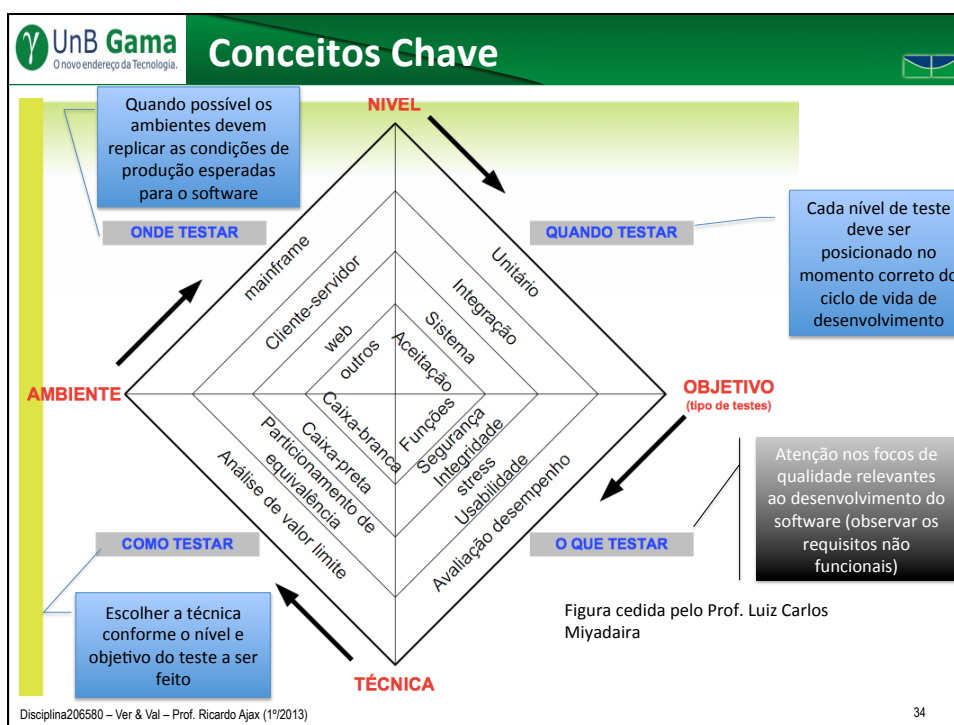 γ UnB Gama
O novo endereço da Tecnologia.
Conceitos Chave
Quando possível os
ambientes devem
replicar as condições de
produção esperadas
para o software
NIVEL
ONDE TESTAR
QUANDO TESTAR
Cada nível de teste
deve ser
posicionado no
momento correto do
ciclo de vida de
desenvolvimento
mainframe
Cliente-servidor
web
outros
Unitário
Integração
Sistema
Aceitação
AMBIENTE
OBJETIVO
(tipo de testes)
Caixa-branca
Caixa-preta
Particionamento de
equivalência
Análise de valor limite
Funções
Segurança
Integridade
stress
Usabilidade
Avaliação desempenho
Atenção nos focos de
qualidade relevantes
ao desenvolvimento do
software (observar os
requisitos não
funcionais)
COMO TESTAR
O QUE TESTAR
Escolher a técnica
conforme o nível e
objetivo do teste a ser
feito
Figura cedida pelo Prof. Luiz Carlos
Miyadaira
TÉCNICA
Disciplina206580 – Ver & Val – Prof. Ricardo Ajax (1º/2013)
34